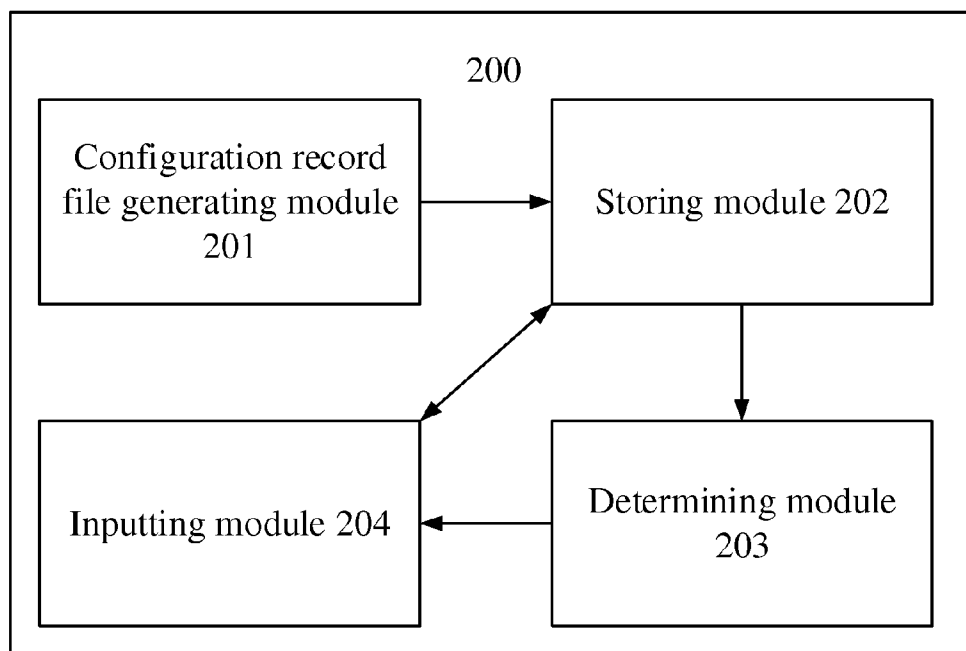 200
Configuration record
file generating module
201
Storing module 202
Inputting module 204
Determining module
203